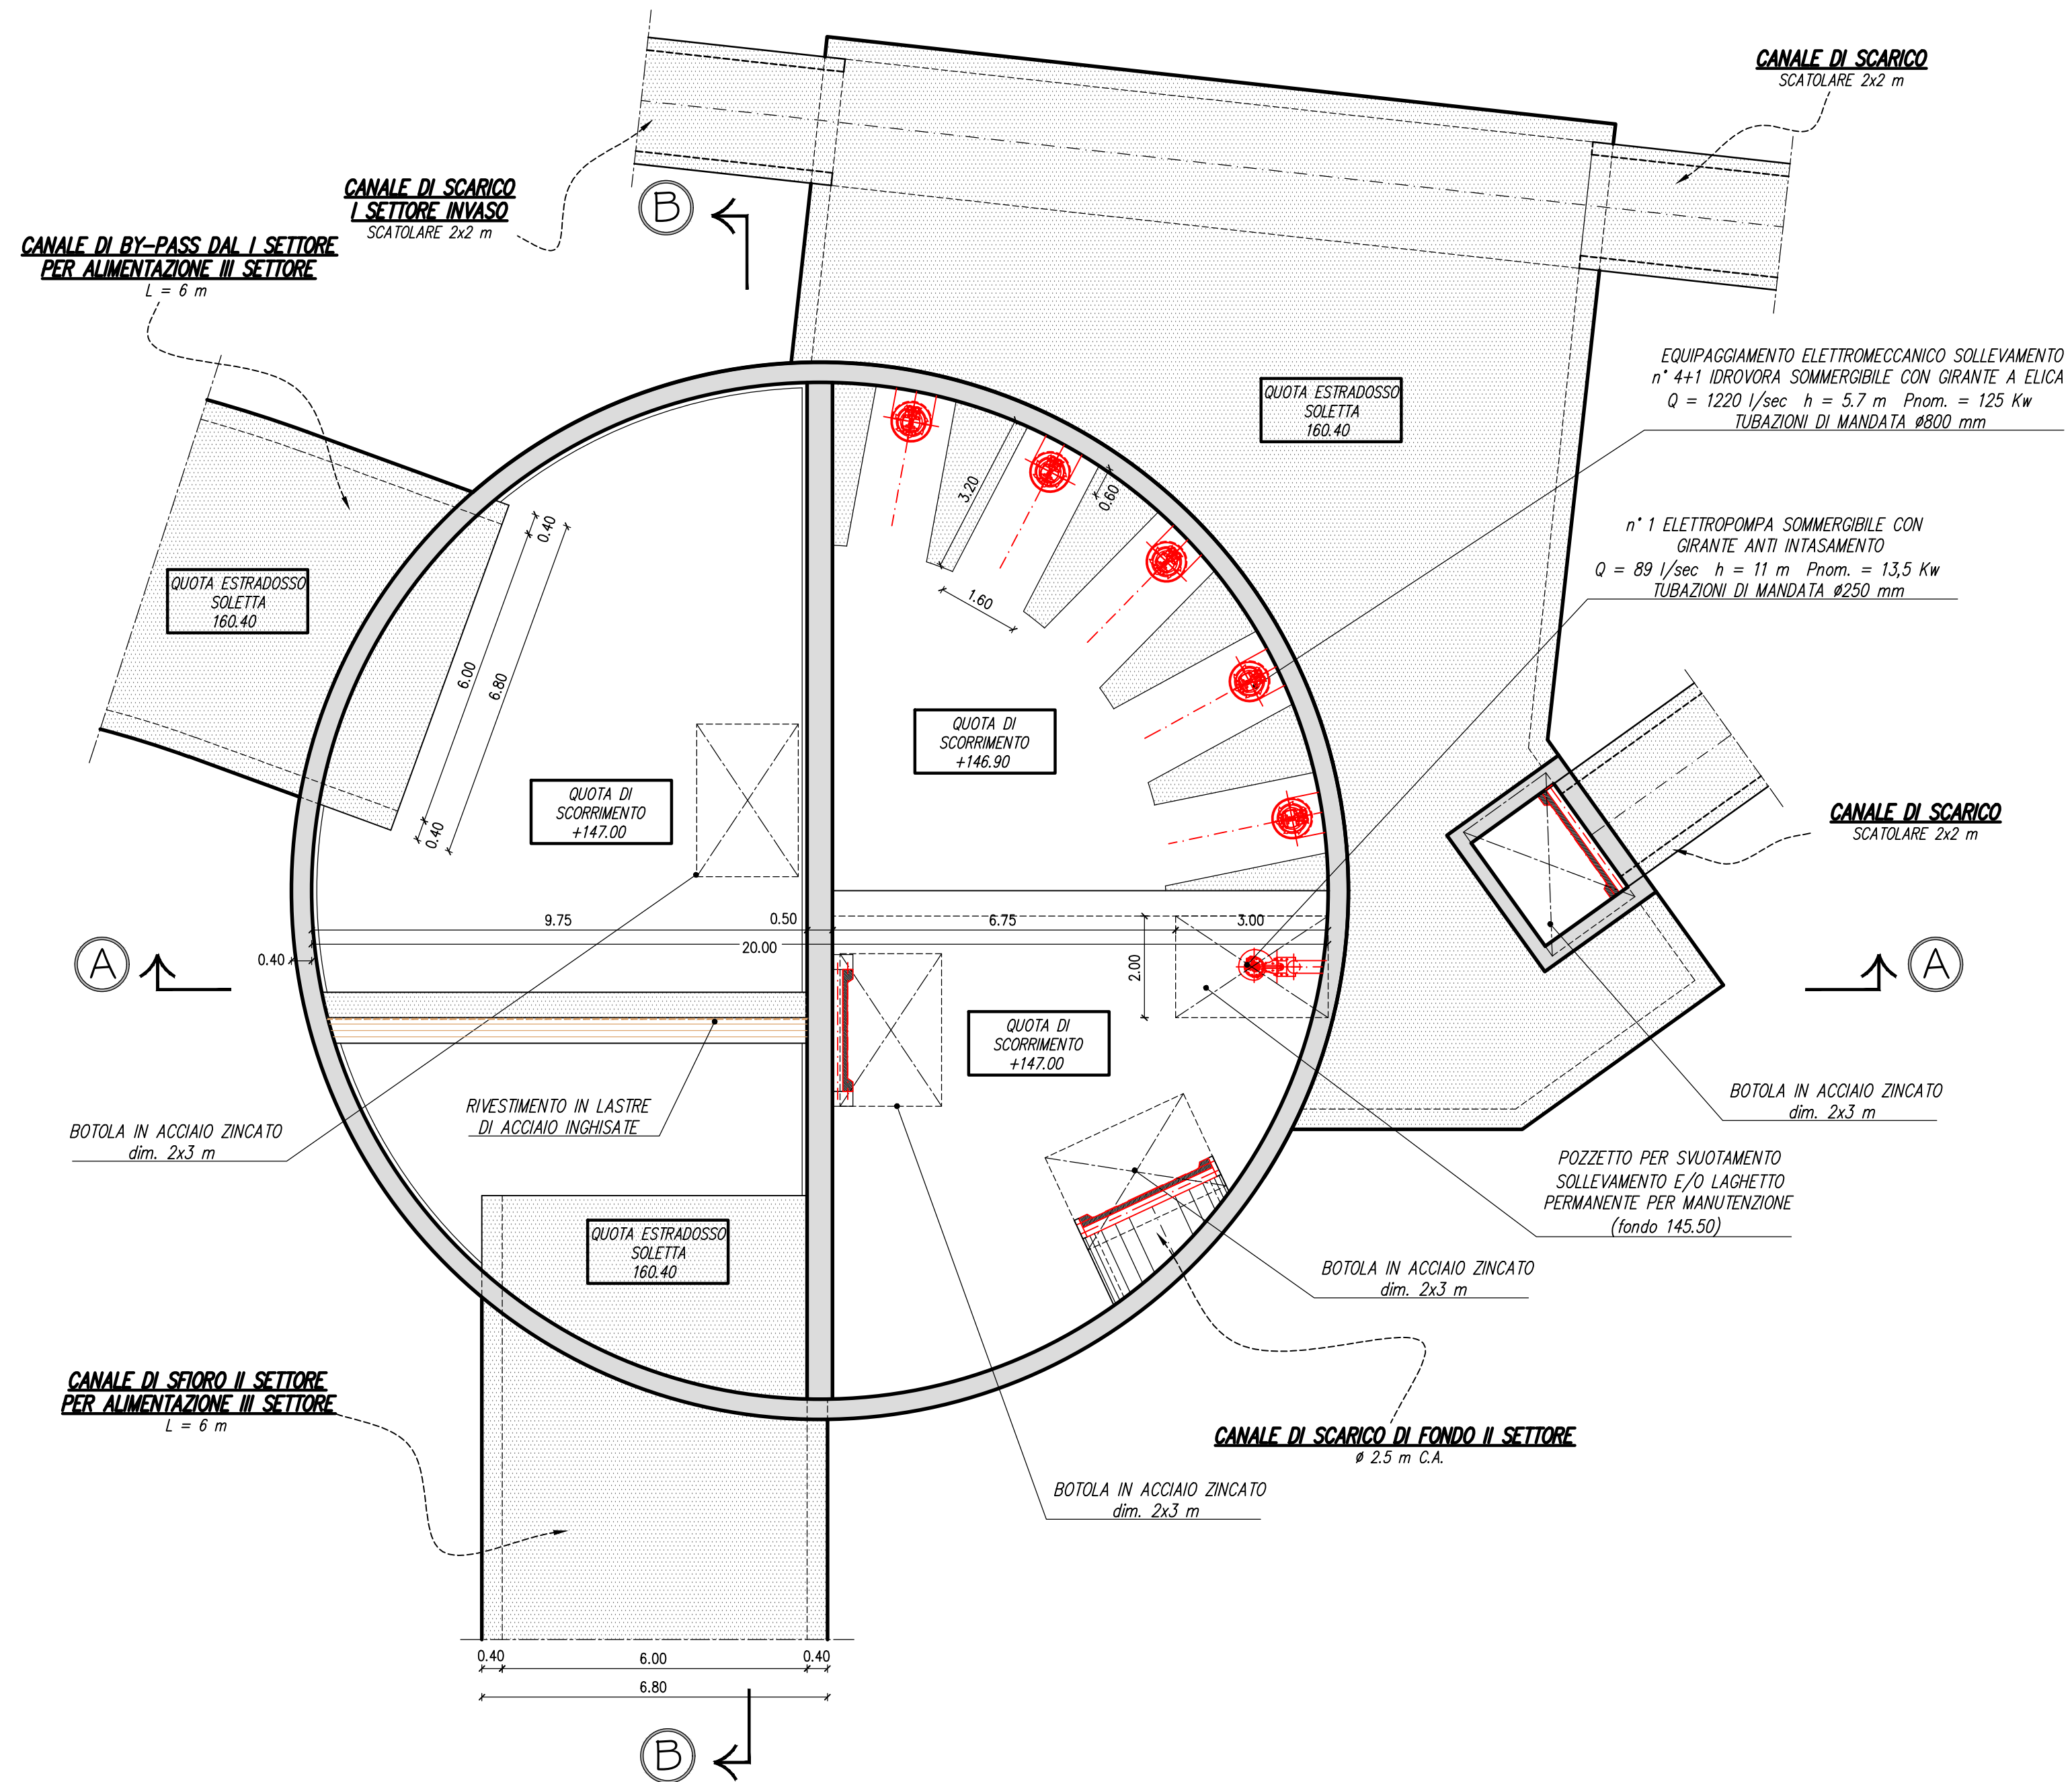 CANALE DI SCARICO
SCATOLARE 2x2 m
CANALE DI SCARICO
I SETTORE INVASO
SCATOLARE 2x2 m
B
CANALE DI BY-PASS DAL I SETTORE
PER ALIMENTAZIONE III SETTORE
L = 6 m
EQUIPAGGIAMENTO ELETTROMECCANICO SOLLEVAMENTO
n° 4+1 IDROVORA SOMMERGIBILE CON GIRANTE A ELICA
Q = 1220 l/sec h = 5.7 m Pnom. = 125 Kw
TUBAZIONI DI MANDATA ø800 mm
QUOTA ESTRADOSSO
SOLETTA
160.40
3.20
0.60
1.60
n° 1 ELETTROPOMPA SOMMERGIBILE CON
GIRANTE ANTI INTASAMENTO
Q = 89 l/sec h = 11 m Pnom. = 13,5 Kw
TUBAZIONI DI MANDATA ø250 mm
QUOTA ESTRADOSSO
SOLETTA
160.40
0.40
6.00
6.80
0.40
QUOTA DI
SCORRIMENTO
+146.90
QUOTA DI
SCORRIMENTO
+147.00
CANALE DI SCARICO
SCATOLARE 2x2 m
9.75
0.50
6.75
3.00
20.00
0.40
2.00
A
A
QUOTA DI
SCORRIMENTO
+147.00
RIVESTIMENTO IN LASTRE
DI ACCIAIO INGHISATE
BOTOLA IN ACCIAIO ZINCATO
dim. 2x3 m
BOTOLA IN ACCIAIO ZINCATO
dim. 2x3 m
POZZETTO PER SVUOTAMENTO
SOLLEVAMENTO E/O LAGHETTO
PERMANENTE PER MANUTENZIONE
(fondo 145.50)
QUOTA ESTRADOSSO
SOLETTA
160.40
BOTOLA IN ACCIAIO ZINCATO
dim. 2x3 m
CANALE DI SFIORO II SETTORE
PER ALIMENTAZIONE III SETTORE
L = 6 m
CANALE DI SCARICO DI FONDO II SETTORE
ø 2.5 m C.A.
BOTOLA IN ACCIAIO ZINCATO
dim. 2x3 m
0.40
6.00
0.40
6.80
B